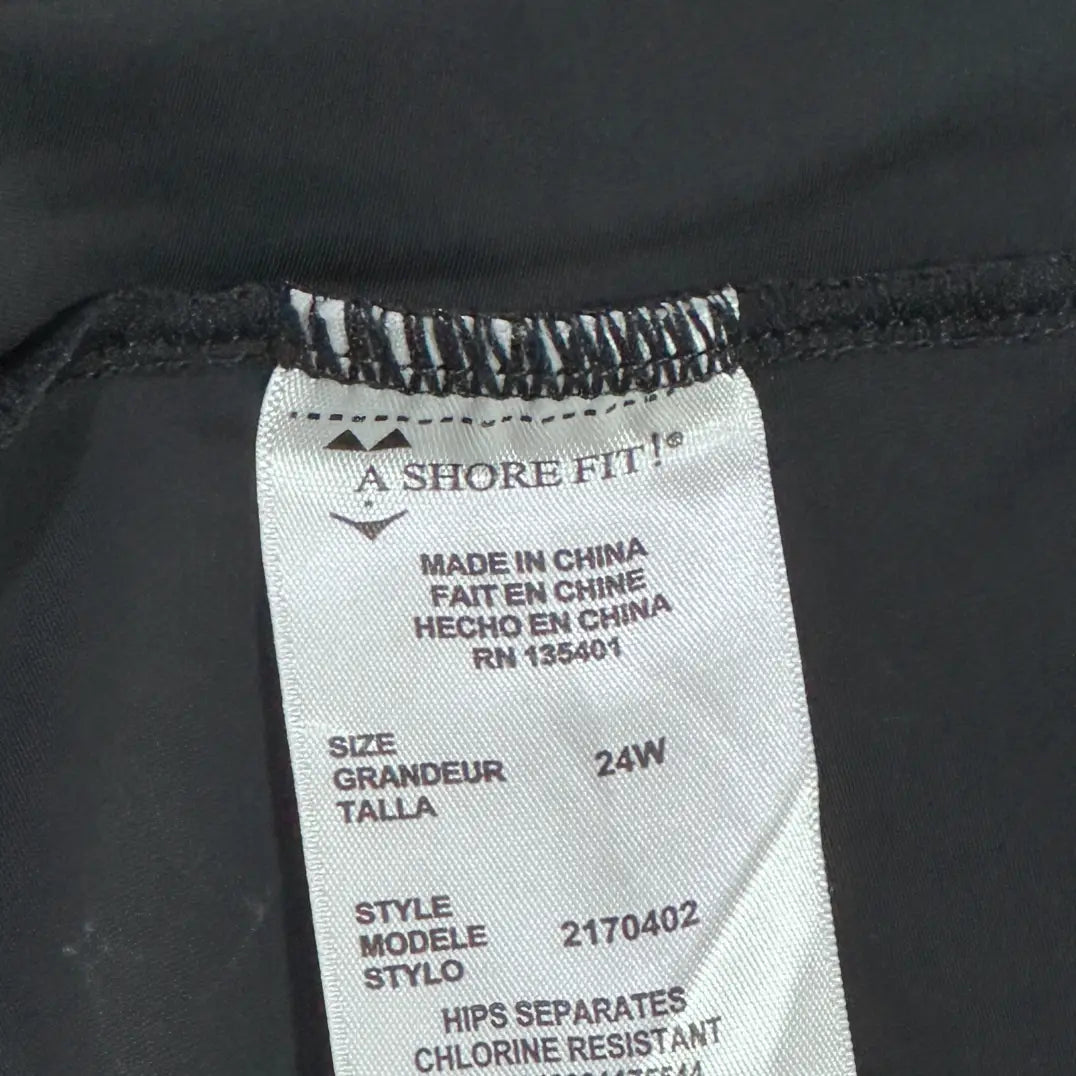 A SHORE FIT!®
MADE IN CHINA
FAIT EN CHINE
HECHO EN CHINA
RN 135401
SIZE
GRANDEUR 24W
TALLA
STYLE
MODELE 2170402
STYLO
HIPS SEPARATES
CHLORINE RESISTANT